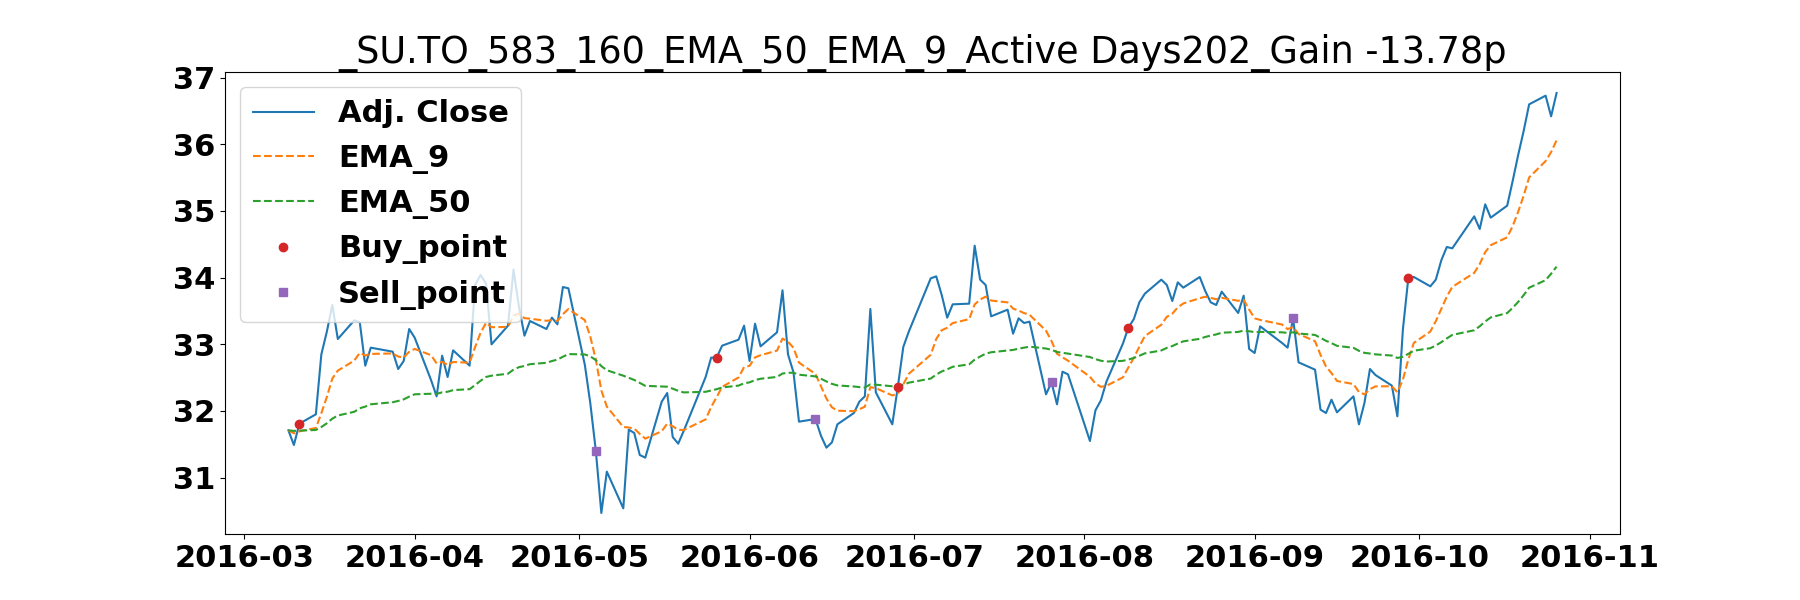 _SU.TO_583_160_EMA_50_EMA_9_Active Days202_Gain -13.78p
37
36
35
34
33
32
31
Adj. Close
EMA_9
EMA_50
Buy_point
Sell_point
2016-03 2016-04 2016-05 2016-06 2016-07 2016-08 2016-09 2016-10 2016-11